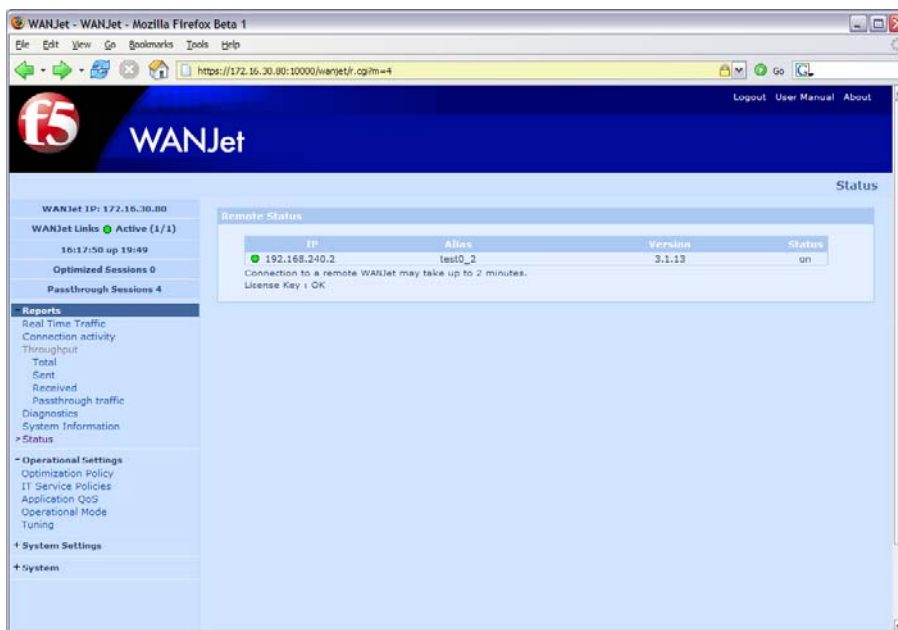 WANJet - WANJet - Mozilla Firefox Beta 1
File Edit View Go Bookmarks Tools Help
https://172.16.30.80:10000/wanjet/r.cgi?m=4
Go
Logout User Manual About
f5
WANJet
Status
WANJet IP: 172.16.30.80
WANJet Links Active (1/1)
16:17:50 up 19:49
Optimized Sessions 0
Passthrough Sessions 4
- Reports
Real Time Traffic
Connection activity
Throughput
Total
Sent
Received
Passthrough traffic
Diagnostics
System Information
> Status
- Operational Settings
Optimization Policy
IT Service Policies
Application QoS
Operational Mode
Tuning
+ System Settings
+ System
Remote Status
IP Alias Version Status
192.168.240.2 test0_2 3.1.13 on
Connection to a remote WANJet may take up to 2 minutes.
License Key : OK